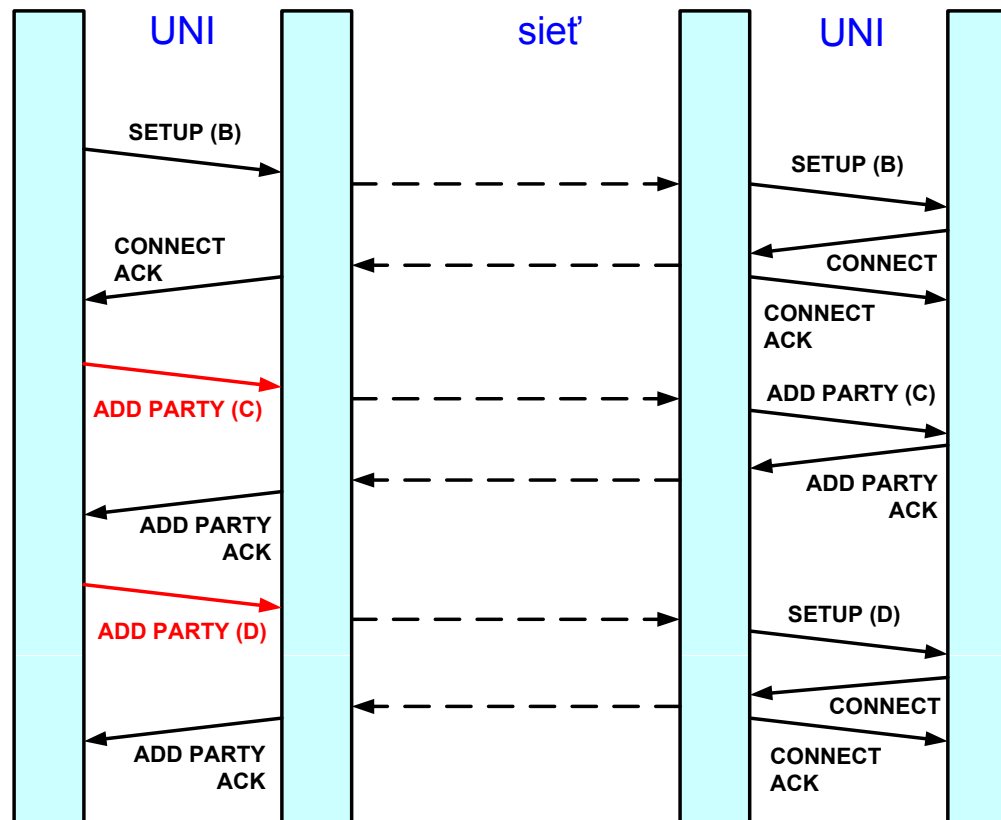 UNI
sieť
UNI
SETUP (B)
SETUP (B)
CONNECT
ACK
CONNECT
CONNECT
ACK
ADD PARTY (C)
ADD PARTY (C)
ADD PARTY
ACK
ADD PARTY
ACK
ADD PARTY (D)
SETUP (D)
CONNECT
ADD PARTY
ACK
CONNECT
ACK